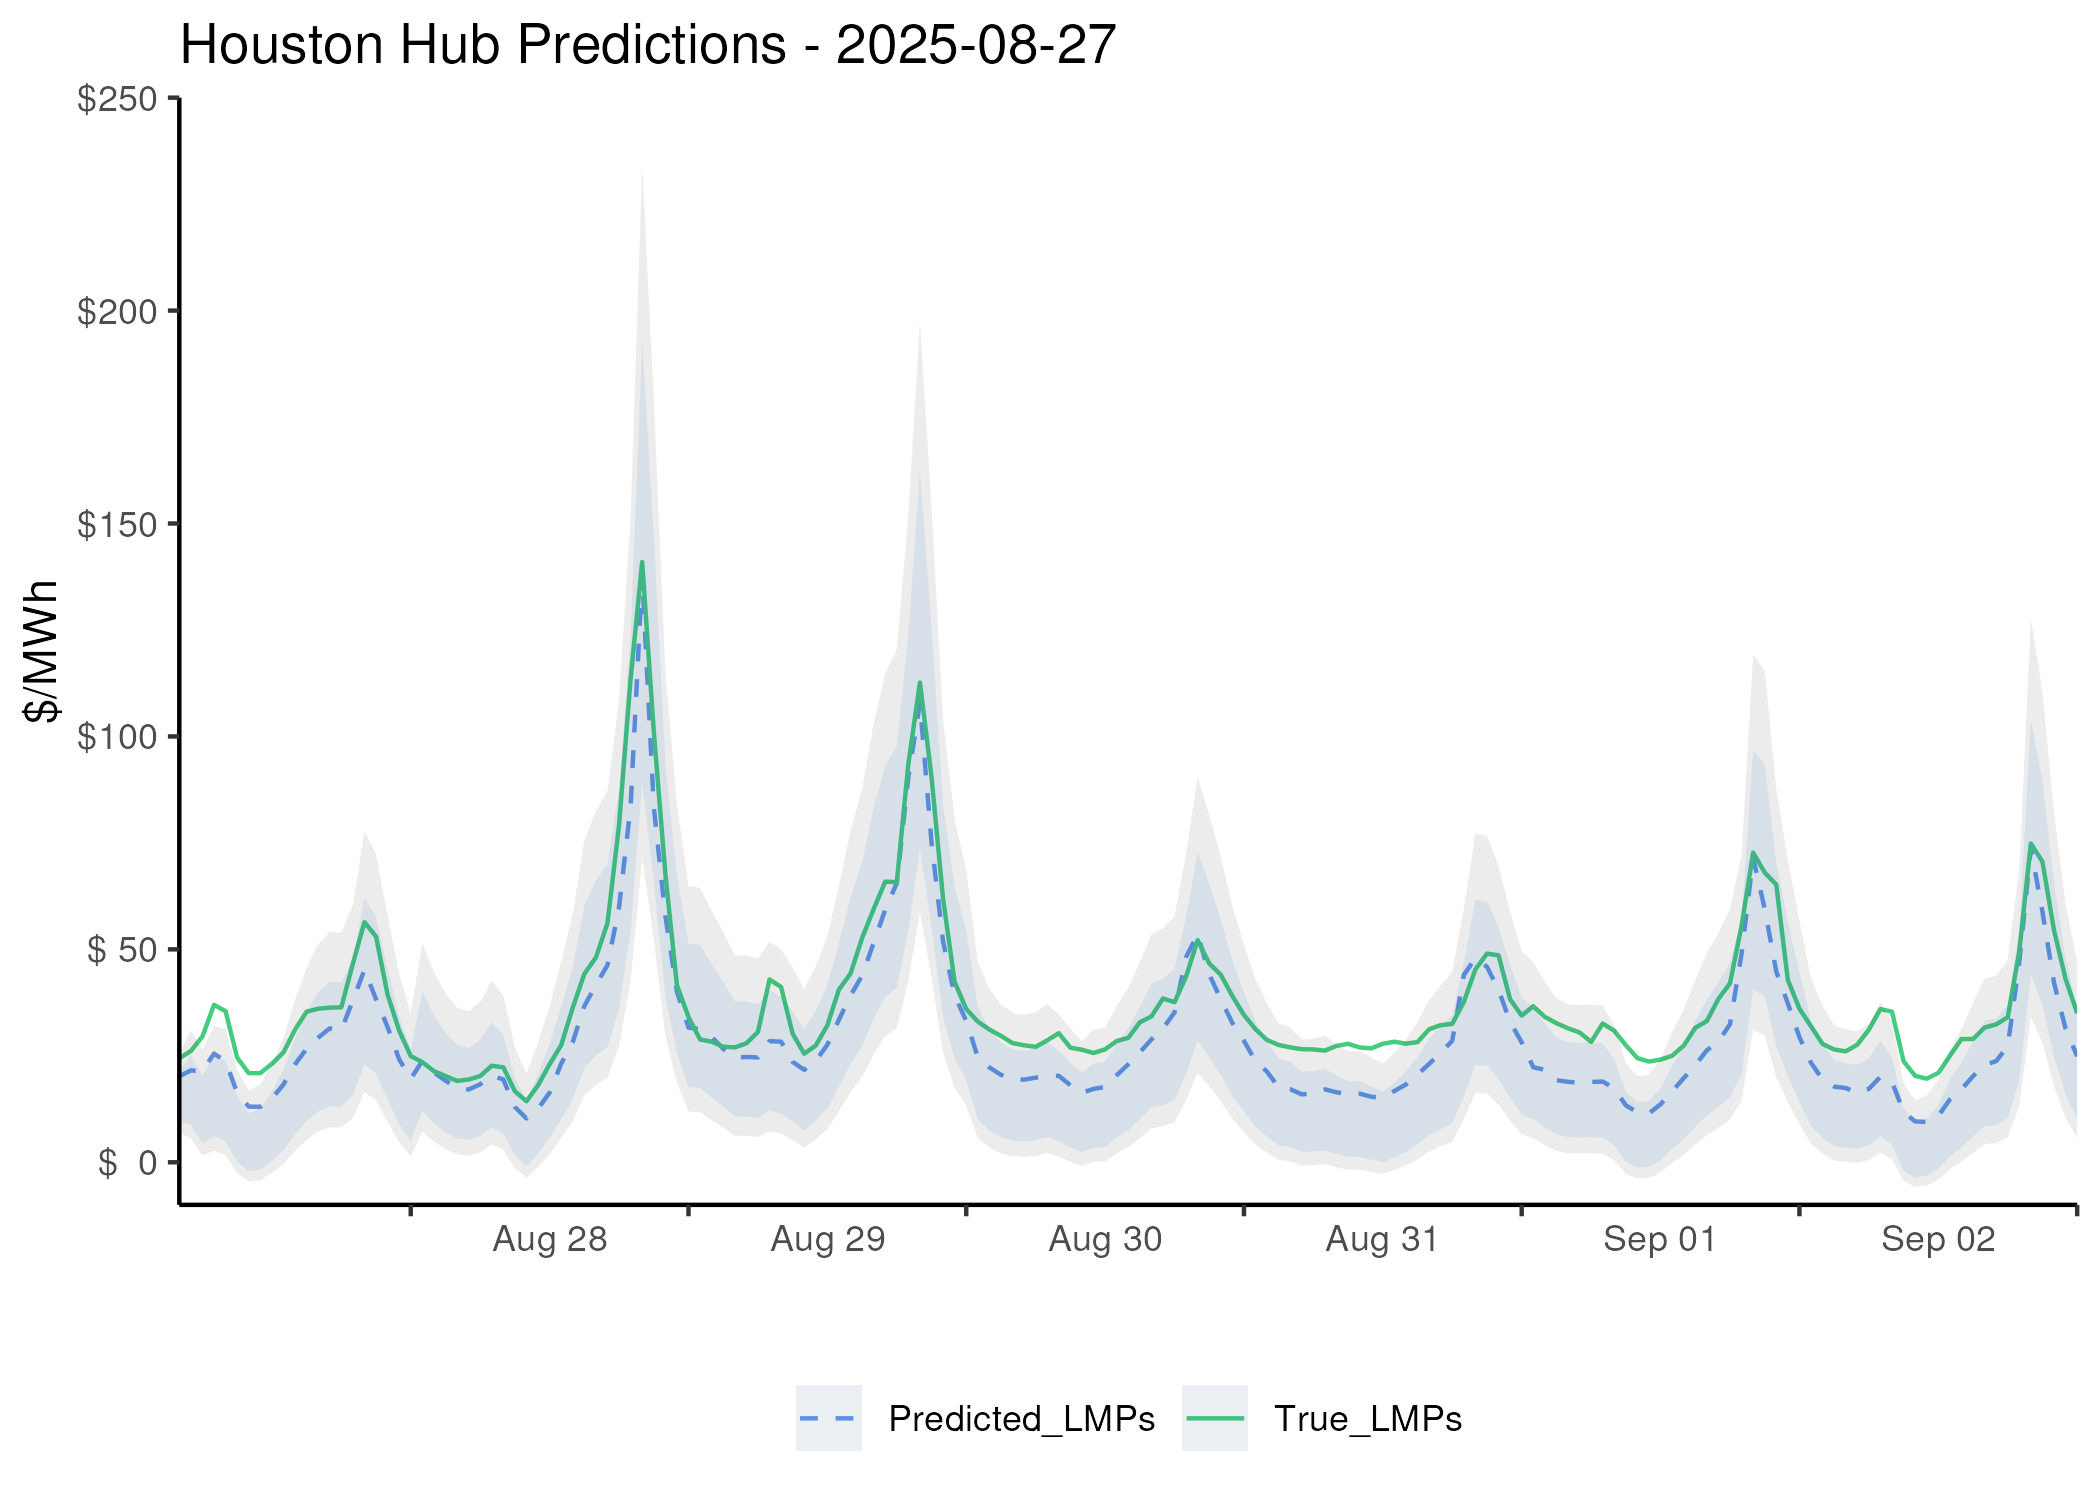 Houston Hub Predictions - 2025-08-27
$250
$200
$150
$100
$ 50
$ 0
$/MWh
Aug 28 Aug 29 Aug 30 Aug 31 Sep 01 Sep 02
Predicted_LMPs True_LMPs